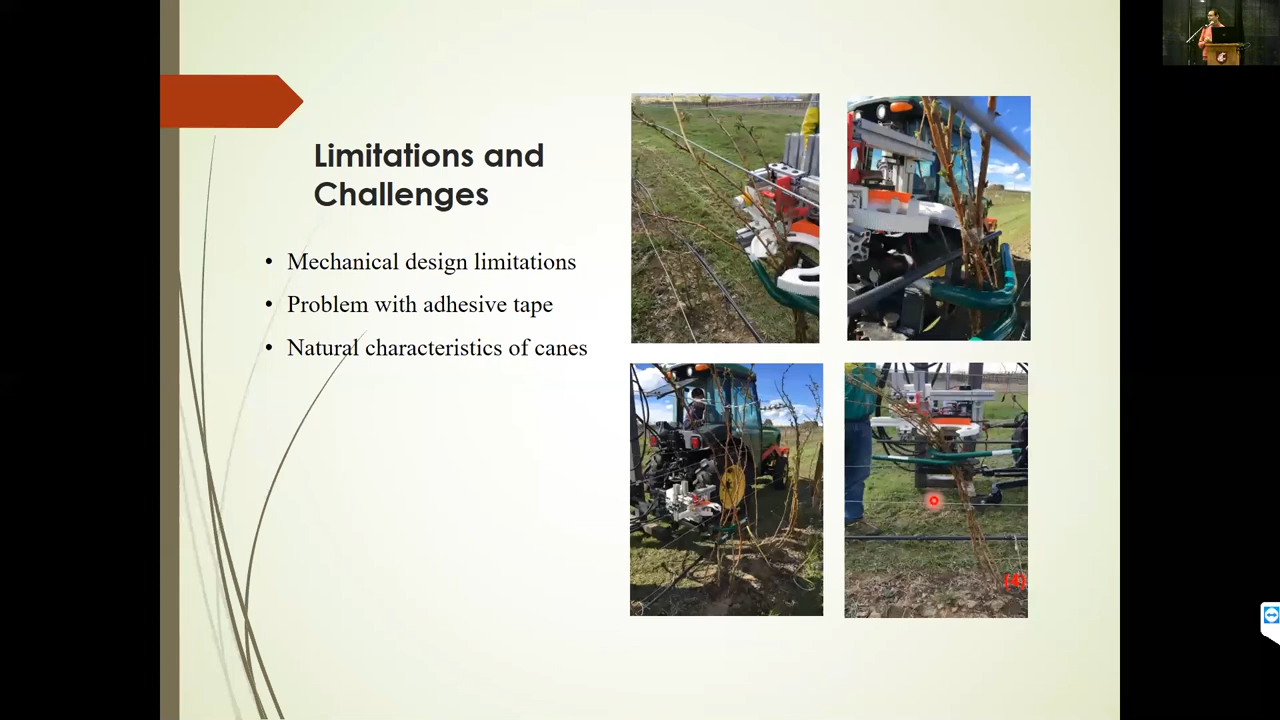 Limitations and
Challenges
• Mechanical design limitations
• Problem with adhesive tape
• Natural characteristics of canes
(4)